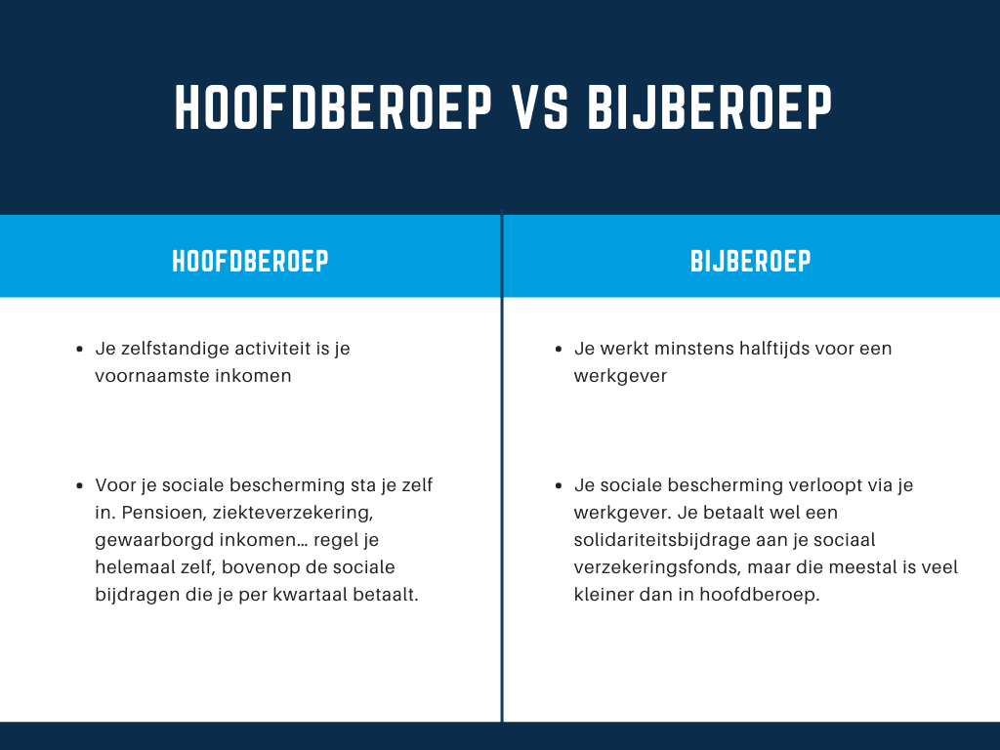 HOOFDBEROEP VS BIJBEROEP
HOOFDBEROEP
• Je zelfstandige activiteit is je
voornaamste inkomen
• Voor je sociale bescherming sta je zelf
in. Pensioen, ziekteverzekering,
gewaarborgd inkomen... regel je
helemaal zelf, bovenop de sociale
bijdragen die je per kwartaal betaalt.
BIJBEROEP
• Je werkt minstens halftijds voor een
werkgever
• Je sociale bescherming verloopt via je
werkgever. Je betaalt wel een
solidariteitsbijdrage aan je sociaal
verzekeringsfonds, maar die meestal is veel
kleiner dan in hoofdberoep.